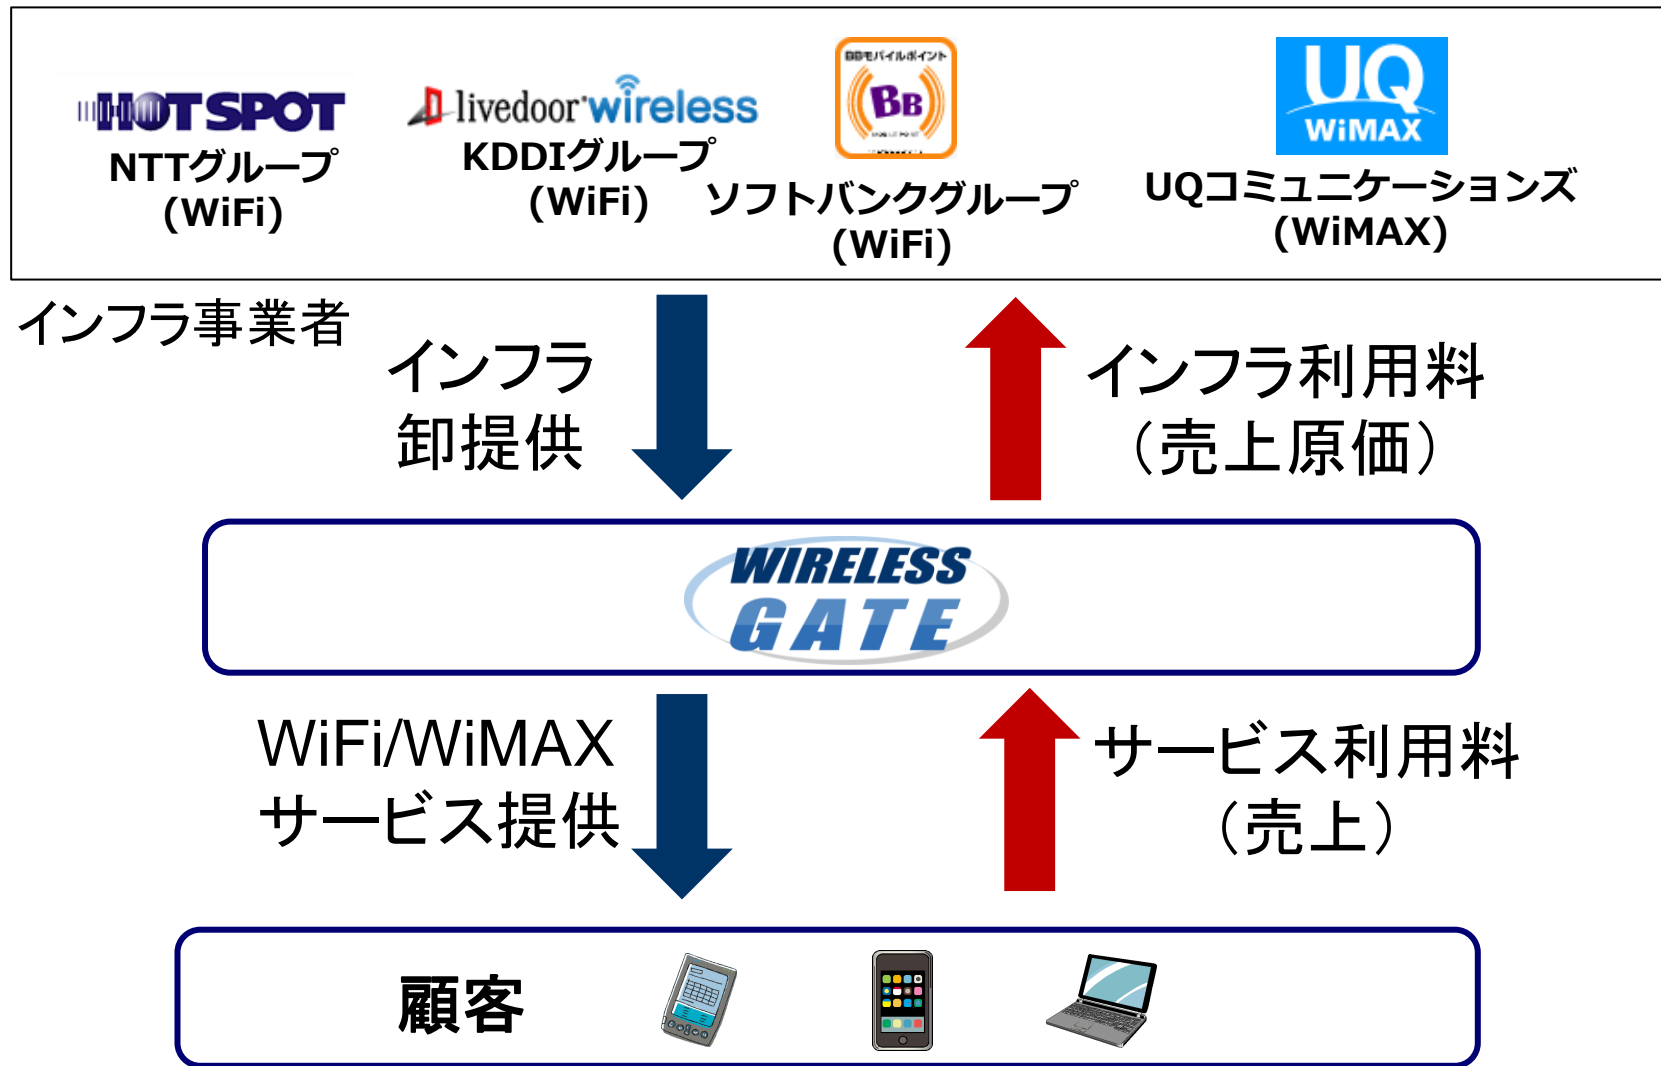 HOTSPOT
NTTグループ
(WiFi)
livedoor wireless
KDDIグループ
(WiFi)
BBモバイルポイント
BB
ソフトバンクグループ
(WiFi)
UQ
WiMAX
UQコミュニケーションズ
(WiMAX)
インフラ事業者
インフラ
卸提供
インフラ利用料
（売上原価）
WIRELESS
GATE
WiFi/WiMAX
サービス提供
サービス利用料
（売上）
顧客